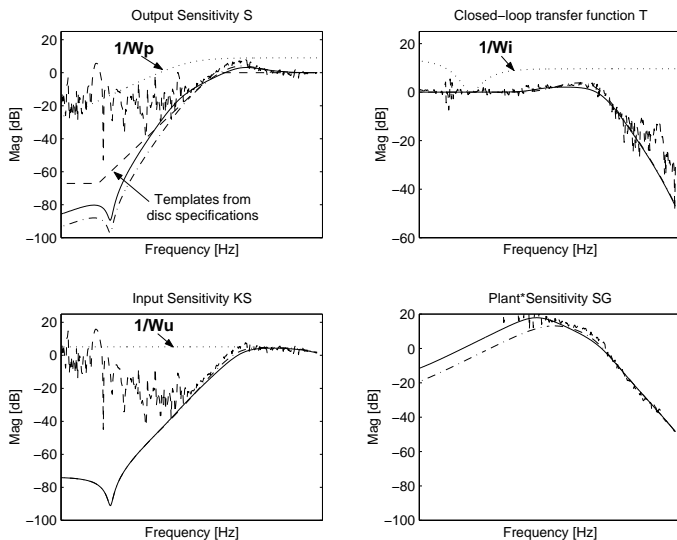 Output Sensitivity S
1/Wp
20
0
−20
−40
−60
−80
−100
Mag [dB]
Templates from
disc specifications
Frequency [Hz]
Closed−loop transfer function T
1/Wi
20
0
−20
−40
−60
Mag [dB]
Frequency [Hz]
Input Sensitivity KS
1/Wu
20
0
−20
−40
−60
−80
−100
Mag [dB]
Frequency [Hz]
Plant*Sensitivity SG
20
0
−20
−40
−60
−80
−100
Mag [dB]
Frequency [Hz]